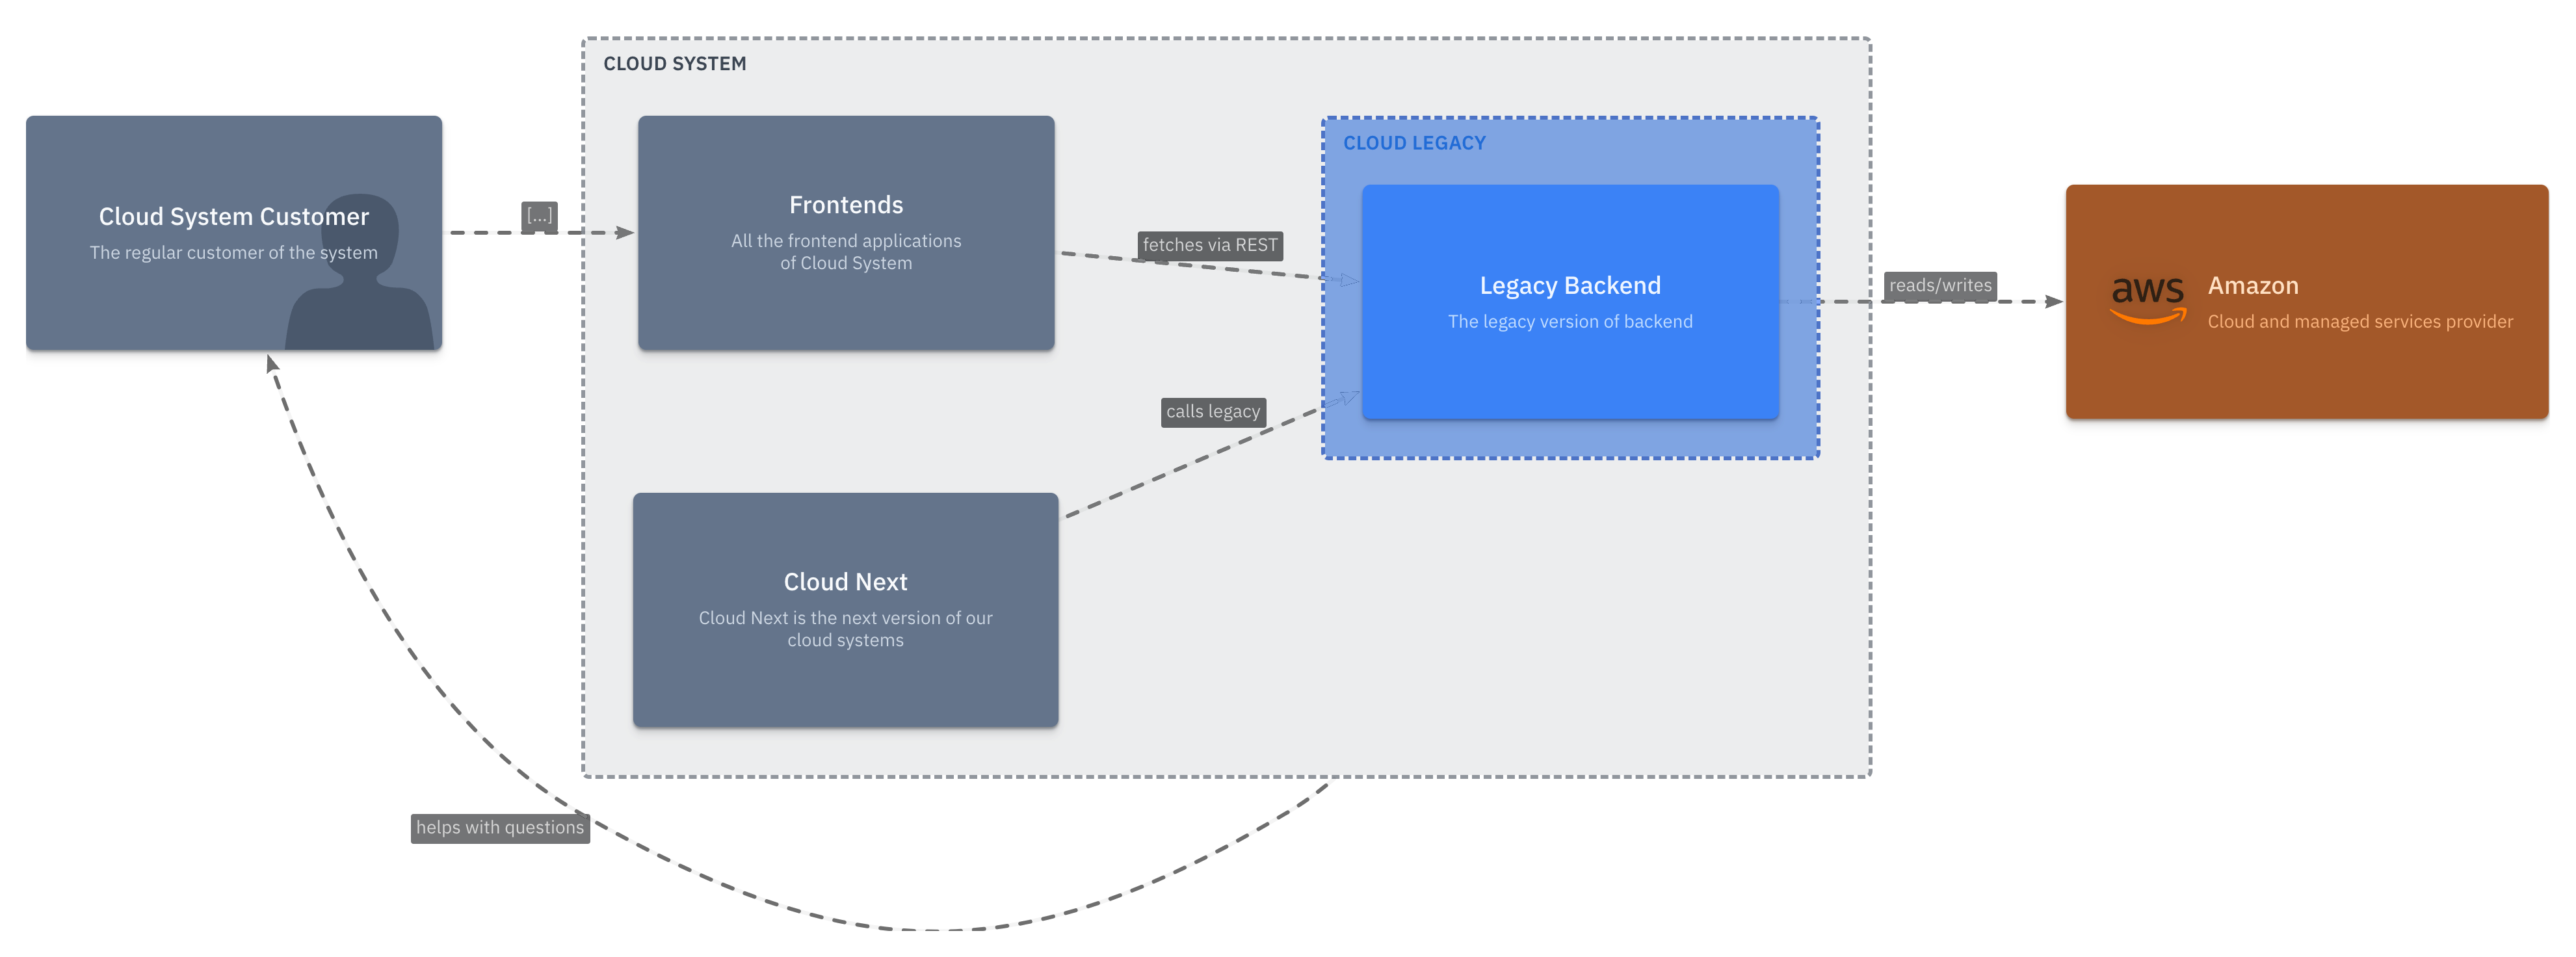 CLOUD SYSTEM
Cloud System Customer
The regular customer of the system
[...]
Frontends
All the frontend applications
of Cloud System
fetches via REST
CLOUD LEGACY
Legacy Backend
The legacy version of backend
reads/writes
aws
Amazon
Cloud and managed services provider
calls legacy
Cloud Next
Cloud Next is the next version of our
cloud systems
helps with questions